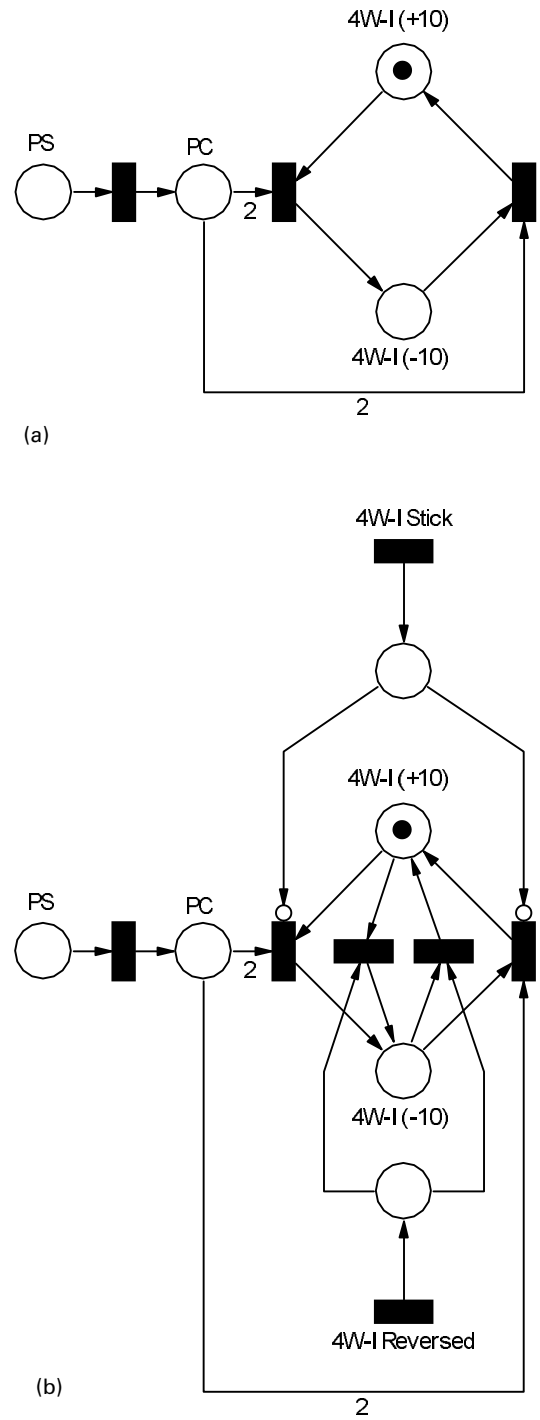 4W-I (+10)
PS
PC
2
4W-I (-10)
2
(a)
4W-I Stick
4W-I (+10)
PS
PC
2
4W-I (-10)
4W-I Reversed
(b)
2